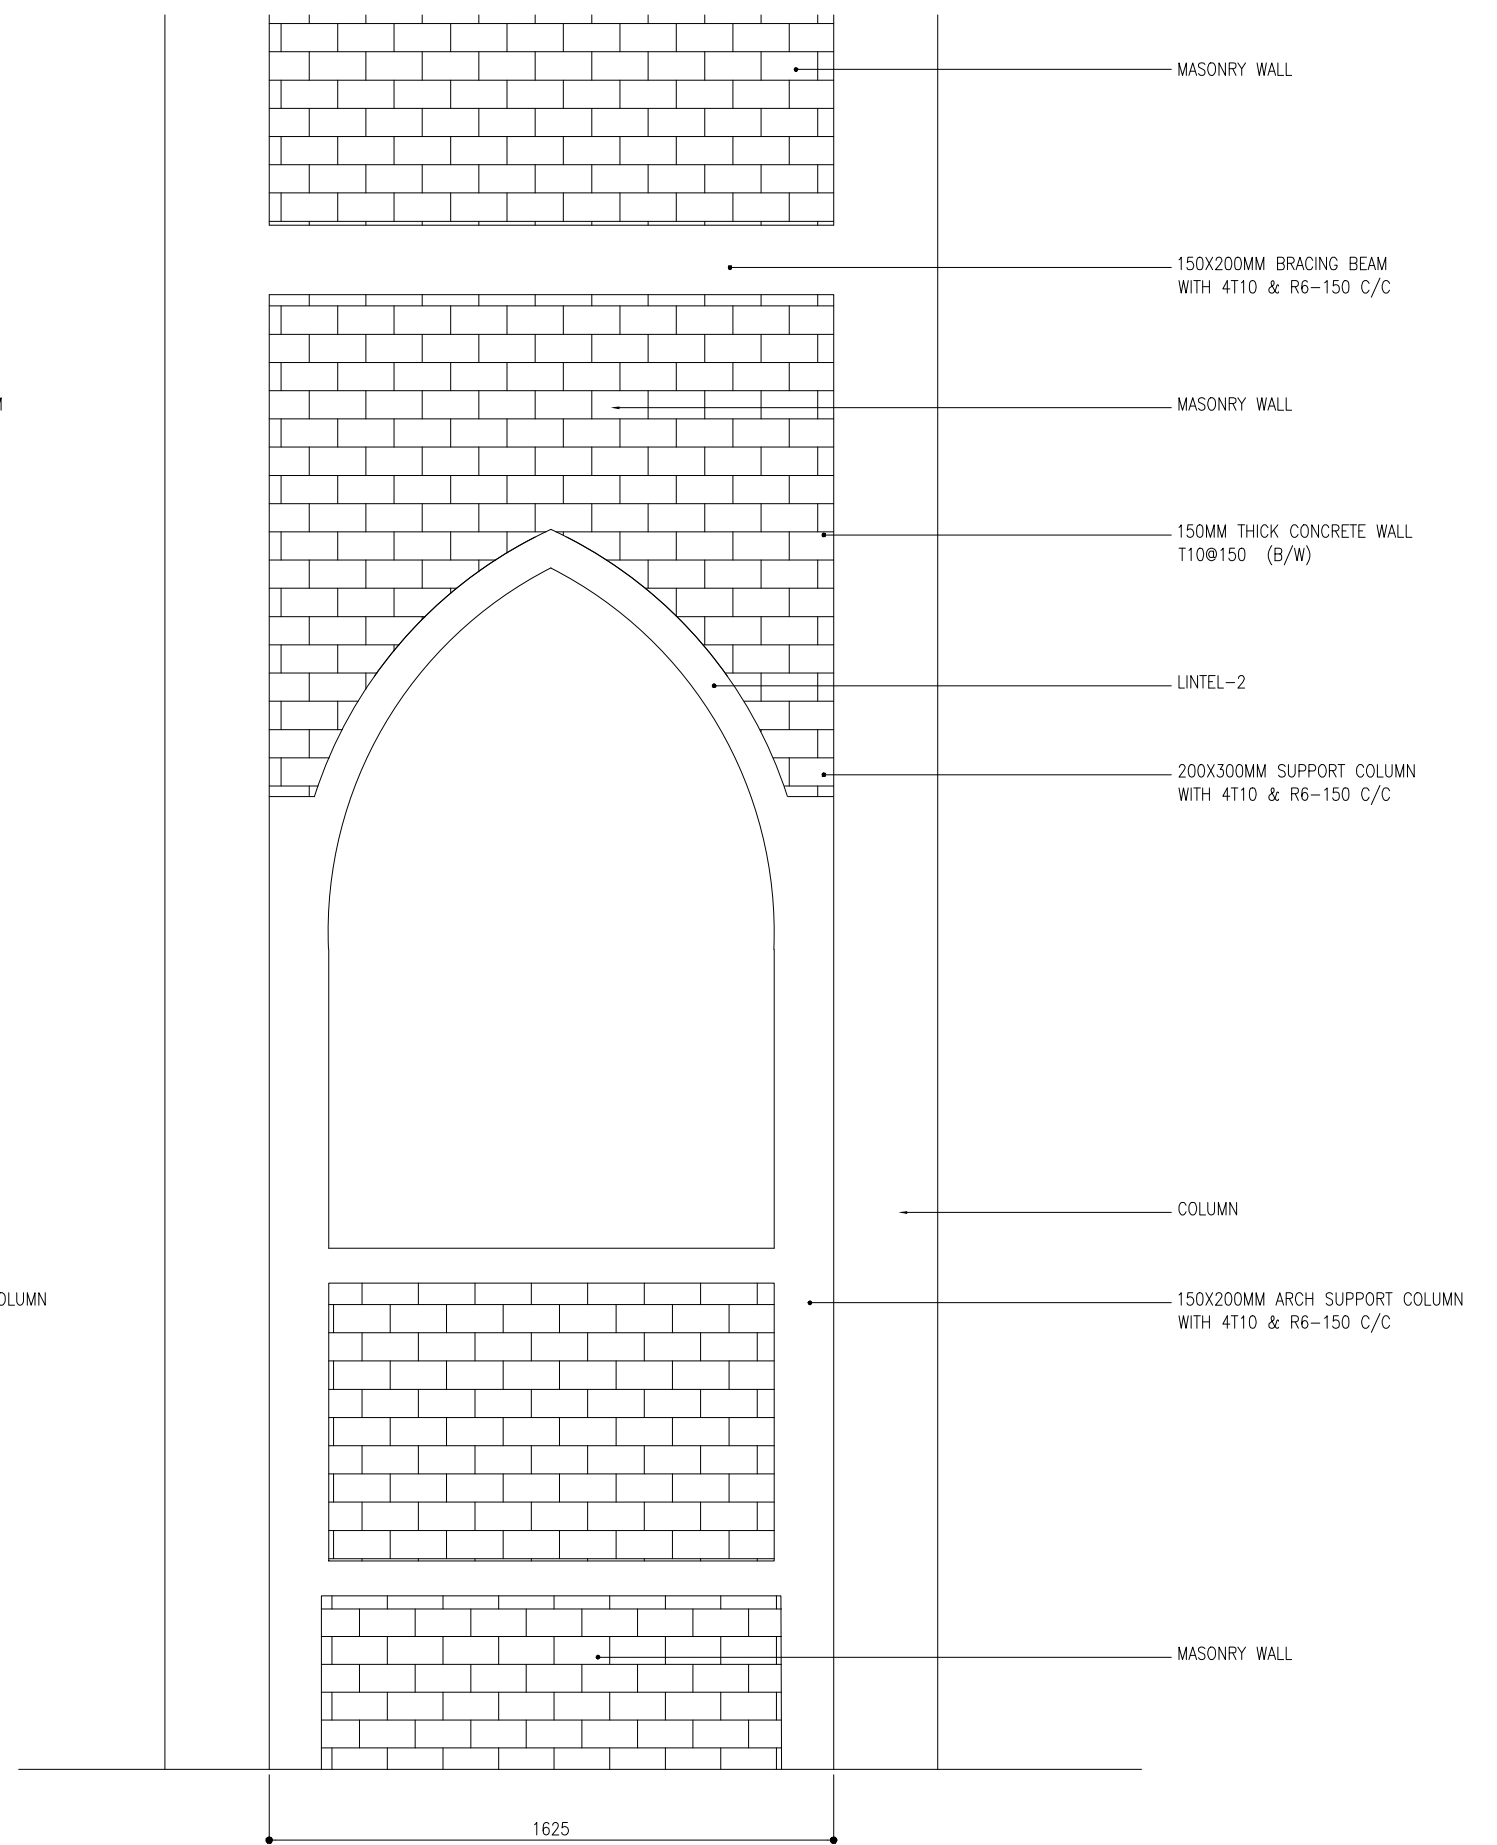 MASONRY WALL
150X200MM BRACING BEAM
WITH 4T10 & R6-150 C/C
MASONRY WALL
150MM THICK CONCRETE WALL
T10@150 (B/W)
LINTEL-2
200X300MM SUPPORT COLUMN
WITH 4T10 & R6-150 C/C
COLUMN
OLUMN
150X200MM ARCH SUPPORT COLUMN
WITH 4T10 & R6-150 C/C
MASONRY WALL
1625